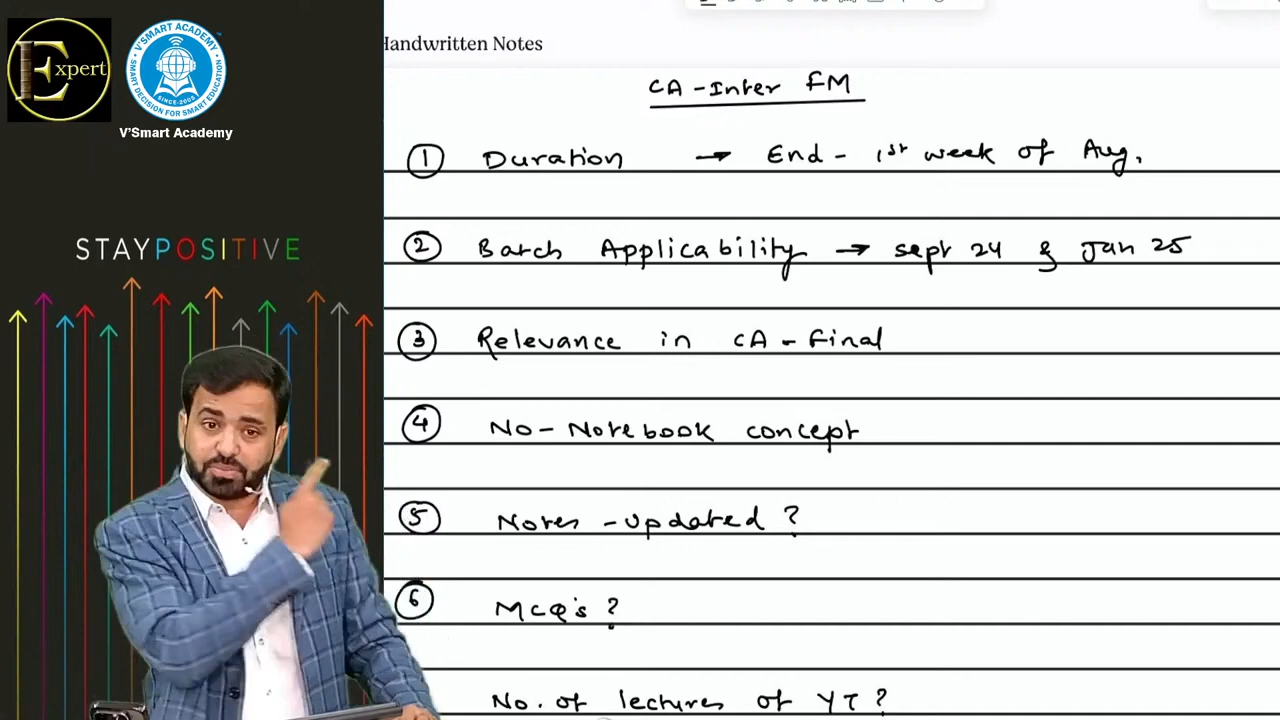 Expert
V'SMART ACADEMY
SMART DECISION FOR SMART EDUCATION
SINCE-2005
V'Smart Academy
STAYPOSITIVE
Handwritten Notes
CA-Inter FM
1 Duration → End - 1st week of Aug.
2 Batch Applicability → sept 24 & Jan 25
3 Relevance in CA - Final
4 No-Notebook concept
5 Notes - updated ?
6 MCQ's ?
No. of lectures of YT ?